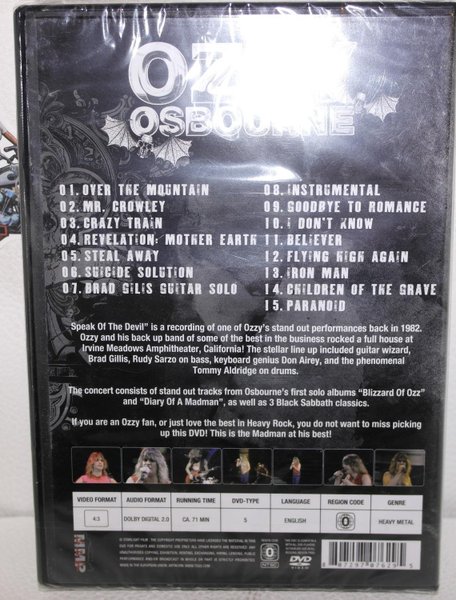 OZZY
OSBOURNE
01. OVER THE MOUNTAIN
02. MR. CROWLEY
03. CRAZY TRAIN
04. REVELATION: MOTHER EARTH
05. STEAL AWAY
06. SUICIDE SOLUTION
07. BRAD GILIS GUITAR SOLO
08. INSTRUMENTAL
09. GOODBYE TO ROMANCE
10. I DON'T KNOW
11. BELIEVER
12. FLYING HIGH AGAIN
13. IRON MAN
14. CHILDREN OF THE GRAVE
15. PARANOID
Speak Of The Devil" is a recording of one of Ozzy's stand out performances back in 1982.
Ozzy and his back up band of some of the best in the business rocked a full house at
Irvine Meadows Amphitheater, California! The stellar line up included guitar wizard,
Brad Gillis, Rudy Sarzo on bass, keyboard genius Don Airey, and the phenomenal
Tommy Aldridge on drums.
The concert consists of stand out tracks from Osbourne's first solo albums "Blizzard Of Ozz"
and "Diary Of A Madman", as well as 3 Black Sabbath classics.
If you are an Ozzy fan, or just love the best in Heavy Rock, you do not want to miss picking
up this DVD! This is the Madman at his best!
VIDEO FORMAT AUDIO FORMAT RUNNING TIME DVD-TYPE LANGUAGE REGION CODE GENRE
4:3 DOLBY DIGITAL 2.0 CA. 71 MIN 5 ENGLISH 0 HEAVY METAL
0
NTSC
DVD
VIDEO